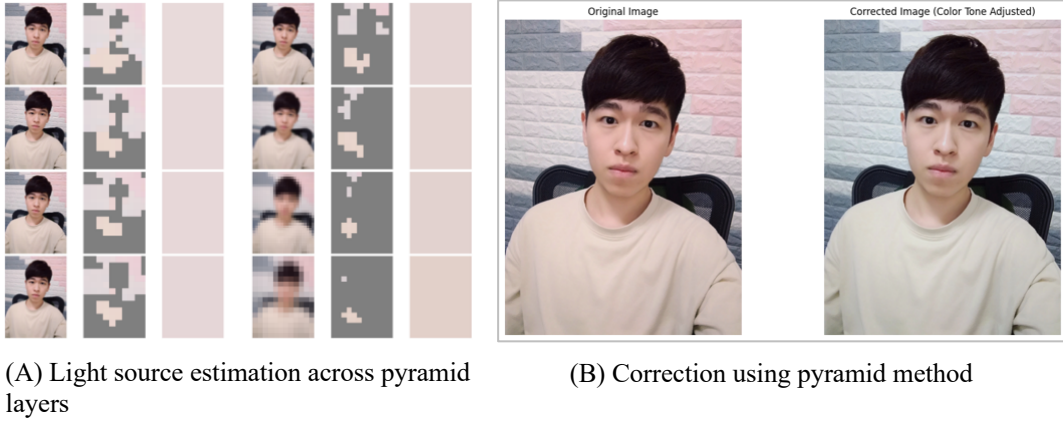 Original Image
Corrected Image (Color Tone Adjusted)
(A) Light source estimation across pyramid
layers
(B) Correction using pyramid method